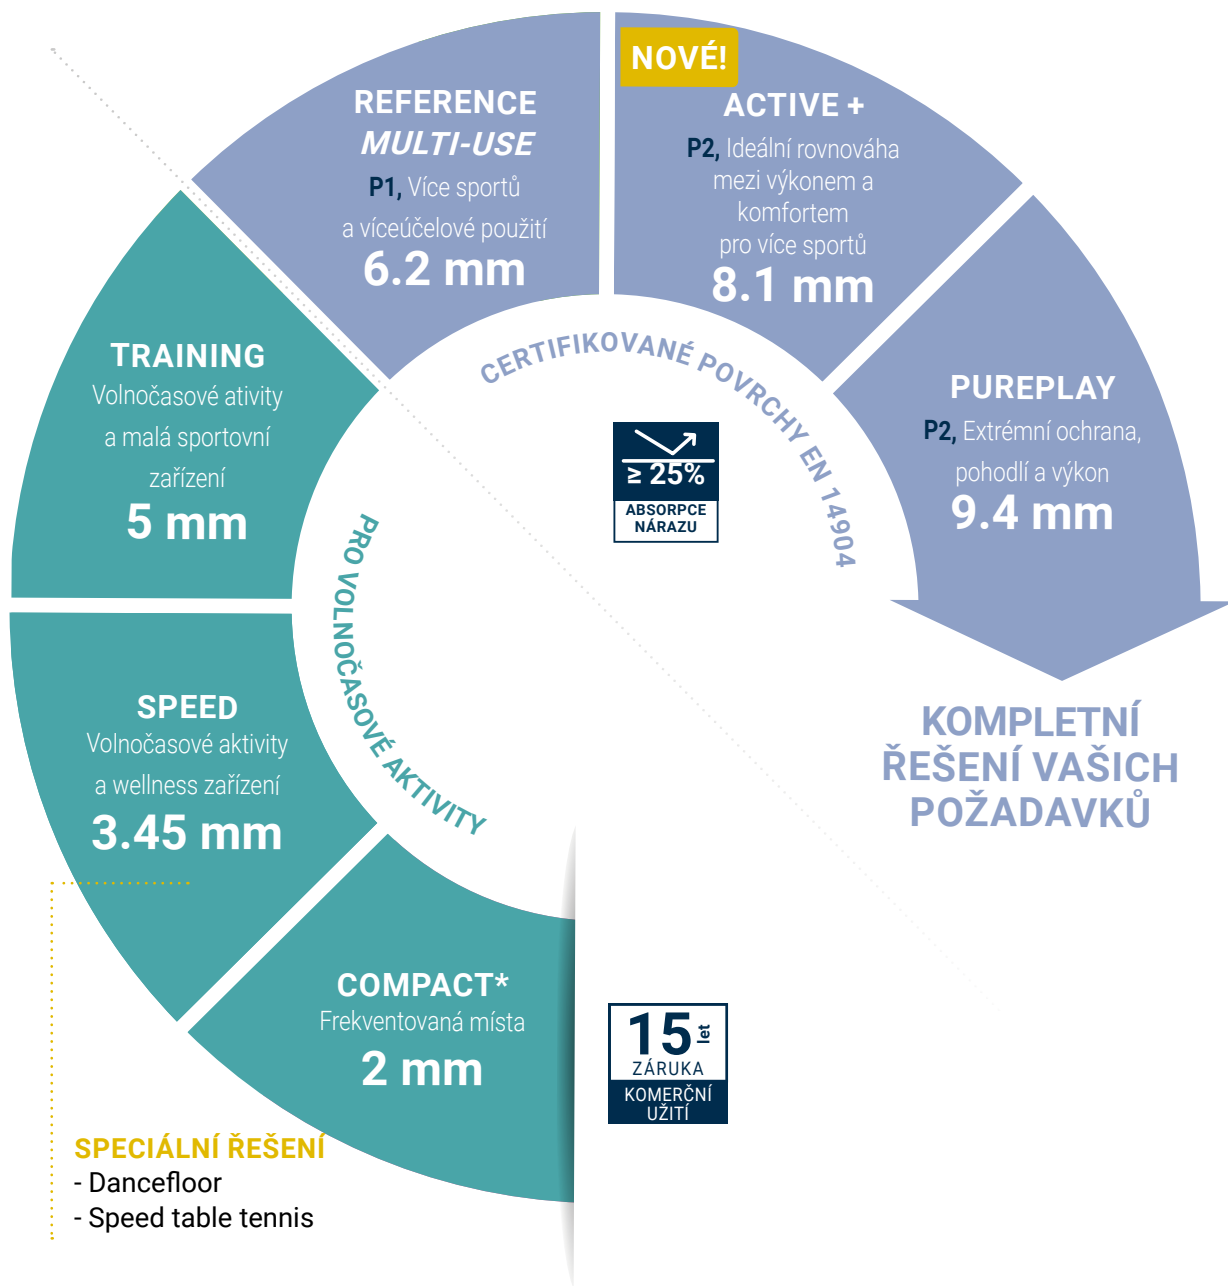 NOVÉ!
REFERENCE
MULTI-USE
P1, Více sportů
a víceúčelové použití
6.2 mm
ACTIVE +
P2, Ideální rovnováha
mezi výkonem a
komfortem
pro více sportů
8.1 mm
TRAINING
Volnočasové ativity
a malá sportovní
zařízení
5 mm
CERTIFIKOVANÉ POVRCHY EN 14904
PUREPLAY
P2, Extrémní ochrana,
pohodlí a výkon
9.4 mm
≥ 25%
ABSORPCE
NÁRAZU
PRO VOLNOČASOVÉ AKTIVITY
SPEED
Volnočasové aktivity
a wellness zařízení
3.45 mm
KOMPLETNÍ
ŘEŠENÍ VAŠICH
POŽADAVKŮ
COMPACT*
Frekventovaná místa
2 mm
15 let
ZÁRUKA
KOMERČNÍ
UŽITÍ
SPECIÁLNÍ ŘEŠENÍ
- Dancefloor
- Speed table tennis